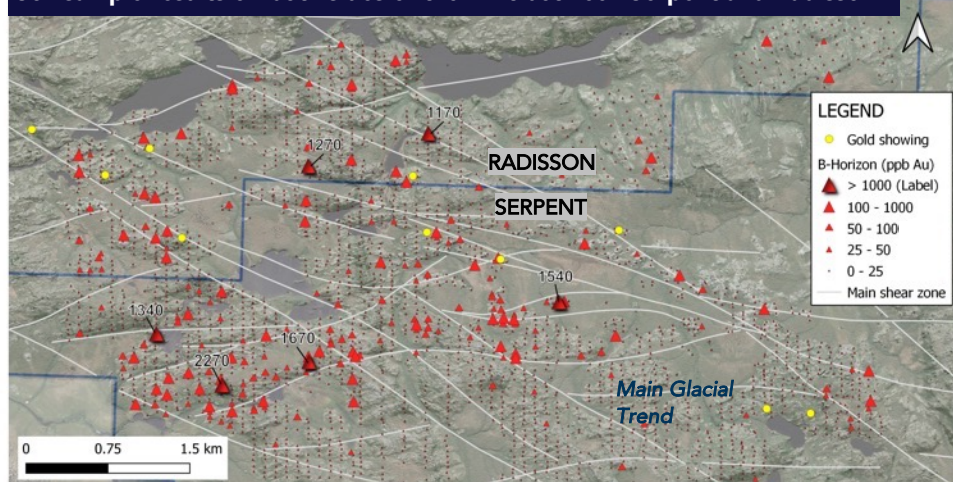 1170
1270
RADISSON
SERPENT
1540
1340
1670
2270
Main Glacial
Trend
LEGEND
Gold showing
B-Horizon (ppb Au)
> 1000 (Label)
100 - 1000
50 - 100
25 - 50
0 - 25
Main shear zone
0 0.75 1.5 km